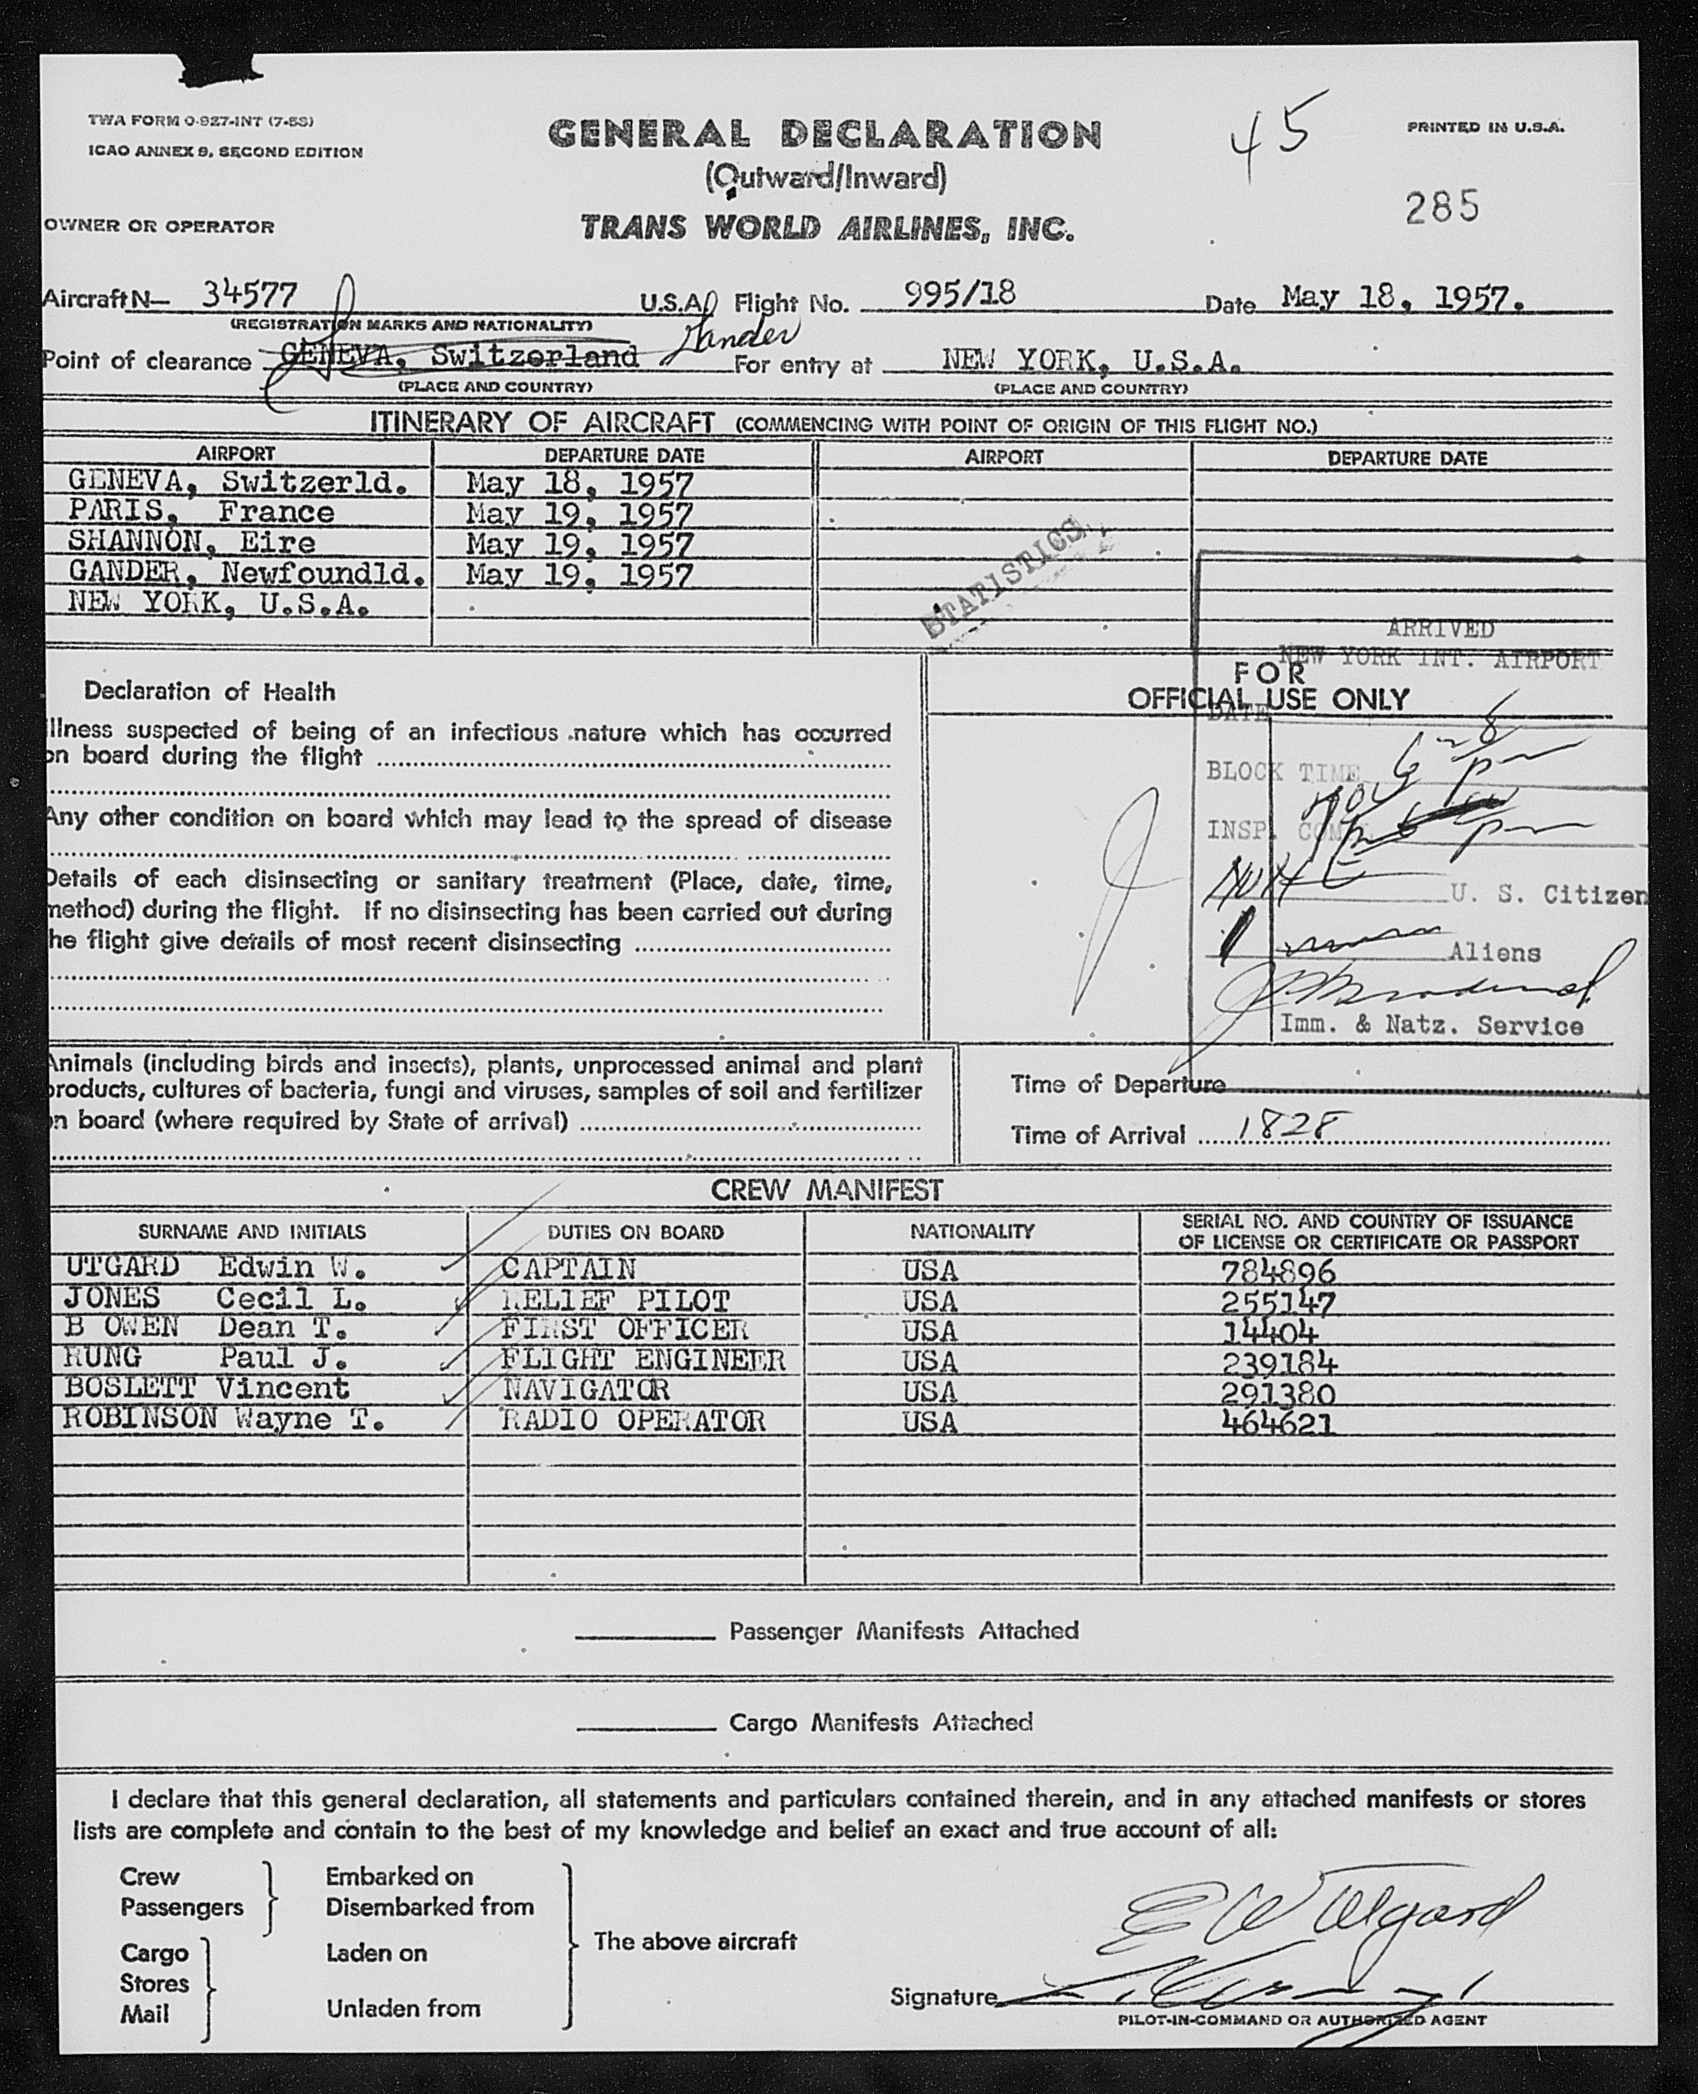 TWA FORM O-927-INT (7-53)
ICAO ANNEX 9, SECOND EDITION
GENERAL DECLARATION
(Outward/Inward)
45
PRINTED IN U.S.A.
285
OWNER OR OPERATOR
TRANS WORLD AIRLINES, INC.
Aircraft N— 34577 U.S.A. Flight No. 995/18 Date May 18, 1957.
(REGISTRATION MARKS AND NATIONALITY)
Point of clearance GENEVA, Switzerland Gander For entry at NEW YORK, U.S.A.
(PLACE AND COUNTRY) (PLACE AND COUNTRY)
ITINERARY OF AIRCRAFT (COMMENCING WITH POINT OF ORIGIN OF THIS FLIGHT NO.)
AIRPORT DEPARTURE DATE AIRPORT DEPARTURE DATE
GENEVA, Switzerld. May 18, 1957
PARIS, France May 19, 1957
SHANNON, Eire May 19, 1957
GANDER, Newfoundld. May 19, 1957
NEW YORK, U.S.A.
STATISTICS
ARRIVED
NEW YORK INT. AIRPORT
FOR
OFFICIAL USE ONLY
DATE
BLOCK TIME 6 28 pm
INSP. COMM. pm
U. S. Citizen
Aliens
Imm. & Natz. Service
Declaration of Health
Illness suspected of being of an infectious nature which has occurred
on board during the flight
Any other condition on board which may lead to the spread of disease
Details of each disinsecting or sanitary treatment (Place, date, time,
method) during the flight. If no disinsecting has been carried out during
the flight give details of most recent disinsecting
Animals (including birds and insects), plants, unprocessed animal and plant
products, cultures of bacteria, fungi and viruses, samples of soil and fertilizer
on board (where required by State of arrival)
Time of Departure
Time of Arrival 1828
CREW MANIFEST
SURNAME AND INITIALS DUTIES ON BOARD NATIONALITY SERIAL NO. AND COUNTRY OF ISSUANCE
OF LICENSE OR CERTIFICATE OR PASSPORT
UTGARD Edwin W. CAPTAIN USA 784896
JONES Cecil L. RELIEF PILOT USA 255147
B OWEN Dean T. FIRST OFFICER USA 14404
RUNG Paul J. FLIGHT ENGINEER USA 239184
BOSLETT Vincent NAVIGATOR USA 291380
ROBINSON Wayne T. RADIO OPERATOR USA 464621
Passenger Manifests Attached
Cargo Manifests Attached
I declare that this general declaration, all statements and particulars contained therein, and in any attached manifests or stores
lists are complete and contain to the best of my knowledge and belief an exact and true account of all:
Crew Embarked on
Passengers Disembarked from
The above aircraft
Cargo Laden on
Stores
Mail Unladen from
E W Utgard
Signature
PILOT-IN-COMMAND OR AUTHORIZED AGENT